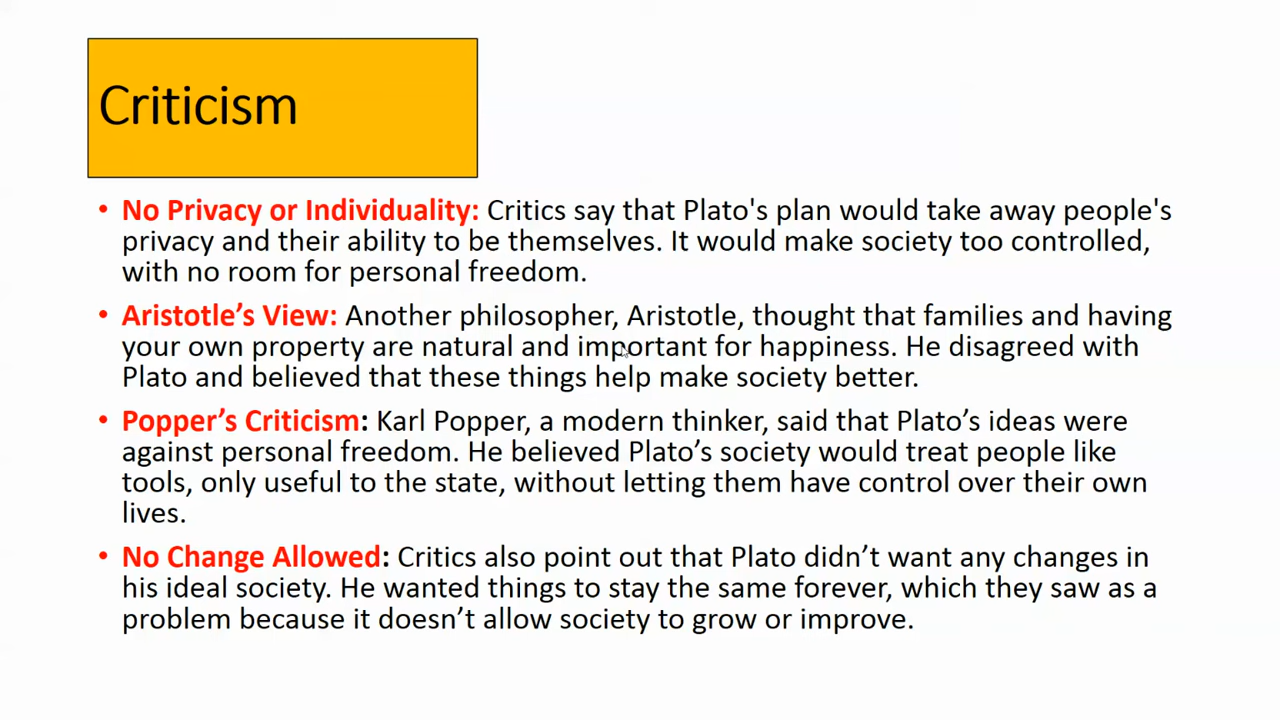 Criticism
• No Privacy or Individuality: Critics say that Plato's plan would take away people's
privacy and their ability to be themselves. It would make society too controlled,
with no room for personal freedom.
• Aristotle’s View: Another philosopher, Aristotle, thought that families and having
your own property are natural and important for happiness. He disagreed with
Plato and believed that these things help make society better.
• Popper’s Criticism: Karl Popper, a modern thinker, said that Plato’s ideas were
against personal freedom. He believed Plato’s society would treat people like
tools, only useful to the state, without letting them have control over their own
lives.
• No Change Allowed: Critics also point out that Plato didn’t want any changes in
his ideal society. He wanted things to stay the same forever, which they saw as a
problem because it doesn’t allow society to grow or improve.